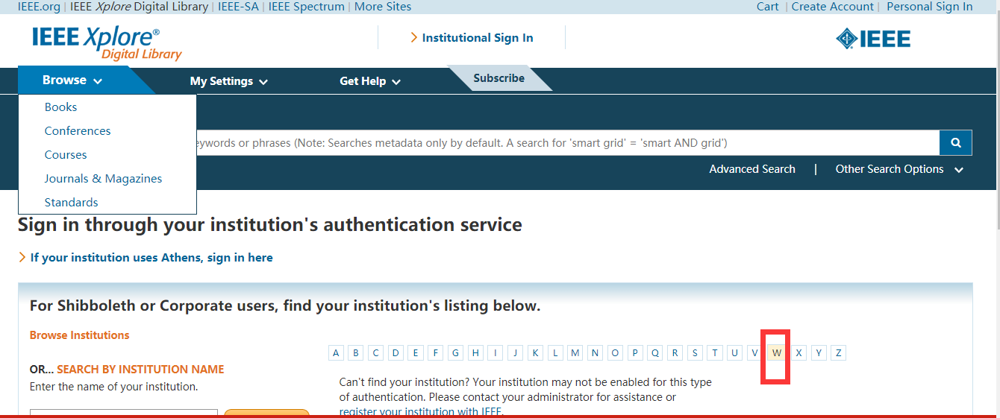 IEEE.org | IEEE Xplore Digital Library | IEEE-SA | IEEE Spectrum | More Sites
Cart | Create Account | Personal Sign In
IEEE Xplore®
Digital Library
Institutional Sign In
IEEE
Browse
My Settings
Get Help
Subscribe
Books
Conferences
Courses
Journals & Magazines
Standards
eywords or phrases (Note: Searches metadata only by default. A search for 'smart grid' = 'smart AND grid')
Advanced Search | Other Search Options
Sign in through your institution's authentication service
If your institution uses Athens, sign in here
For Shibboleth or Corporate users, find your institution's listing below.
Browse Institutions
A B C D E F G H I J K L M N O P Q R S T U V W X Y Z
OR... SEARCH BY INSTITUTION NAME
Enter the name of your institution.
Can't find your institution? Your institution may not be enabled for this type
of authentication. Please contact your administrator for assistance or
register your institution with IEEE.